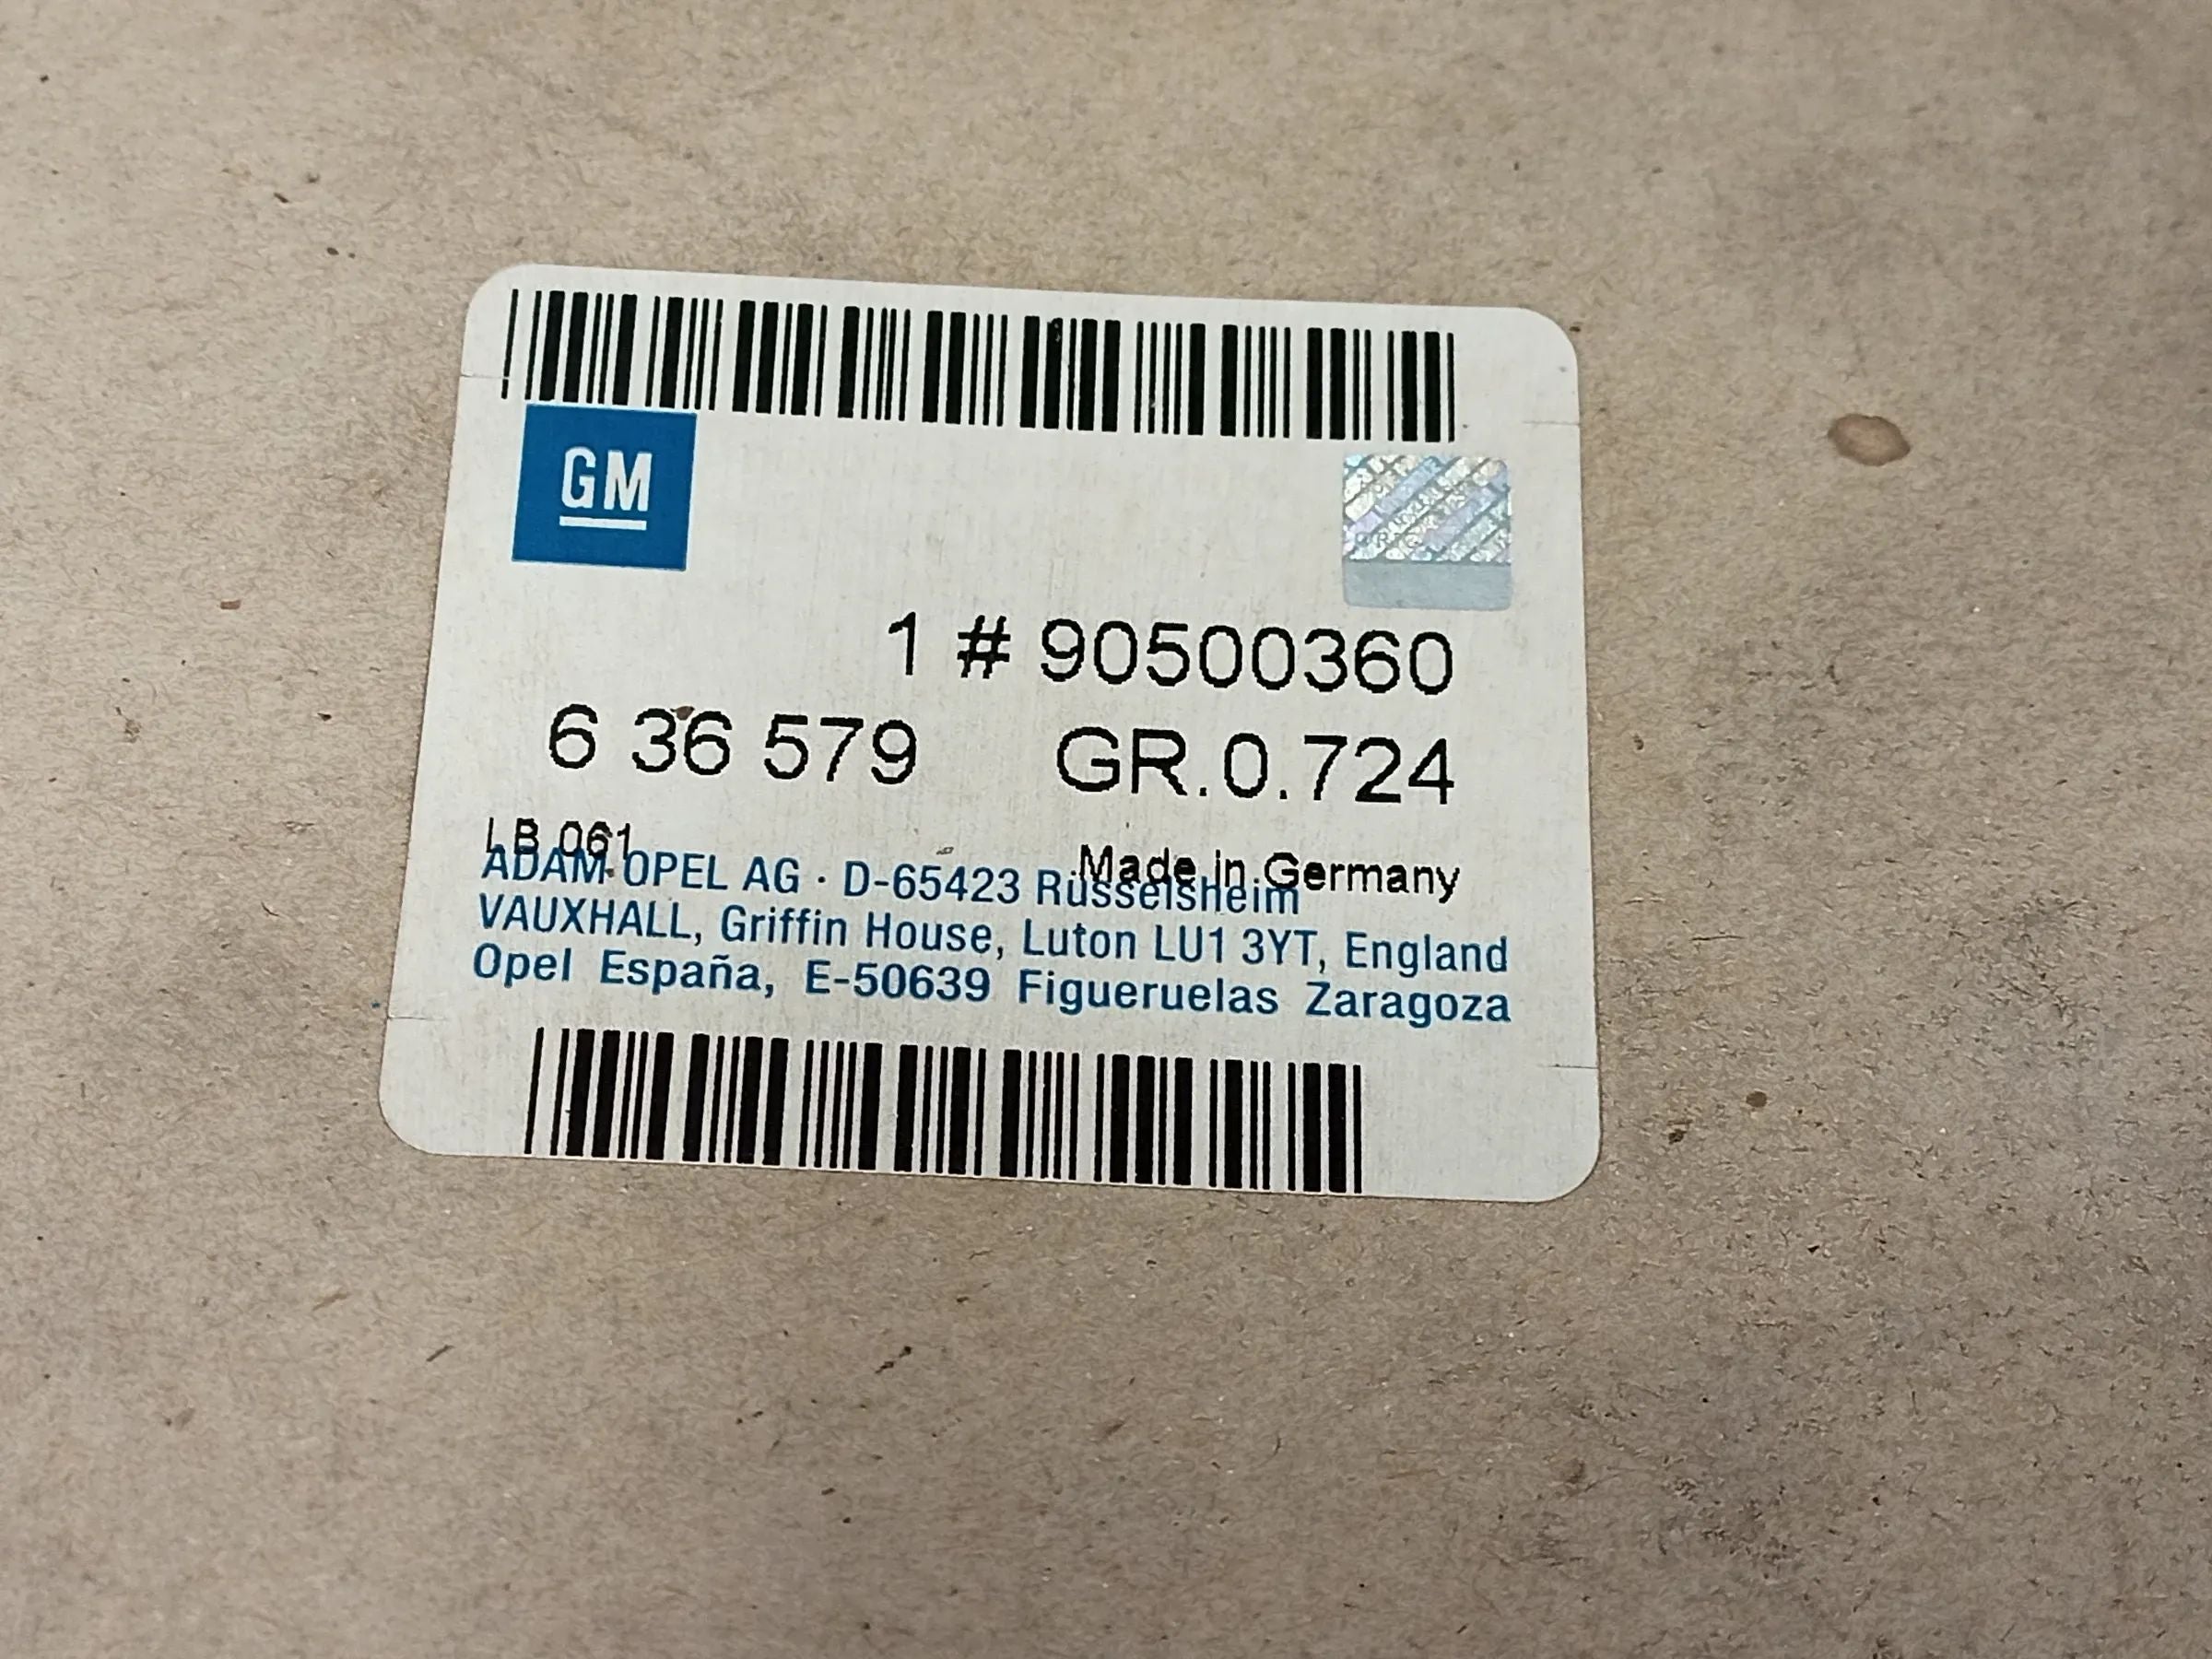 GM
1 # 90500360
6 36 579 GR.0.724
LB 061
Made in Germany
ADAM OPEL AG · D-65423 Rüsselsheim
VAUXHALL, Griffin House, Luton LU1 3YT, England
Opel España, E-50639 Figueruelas Zaragoza